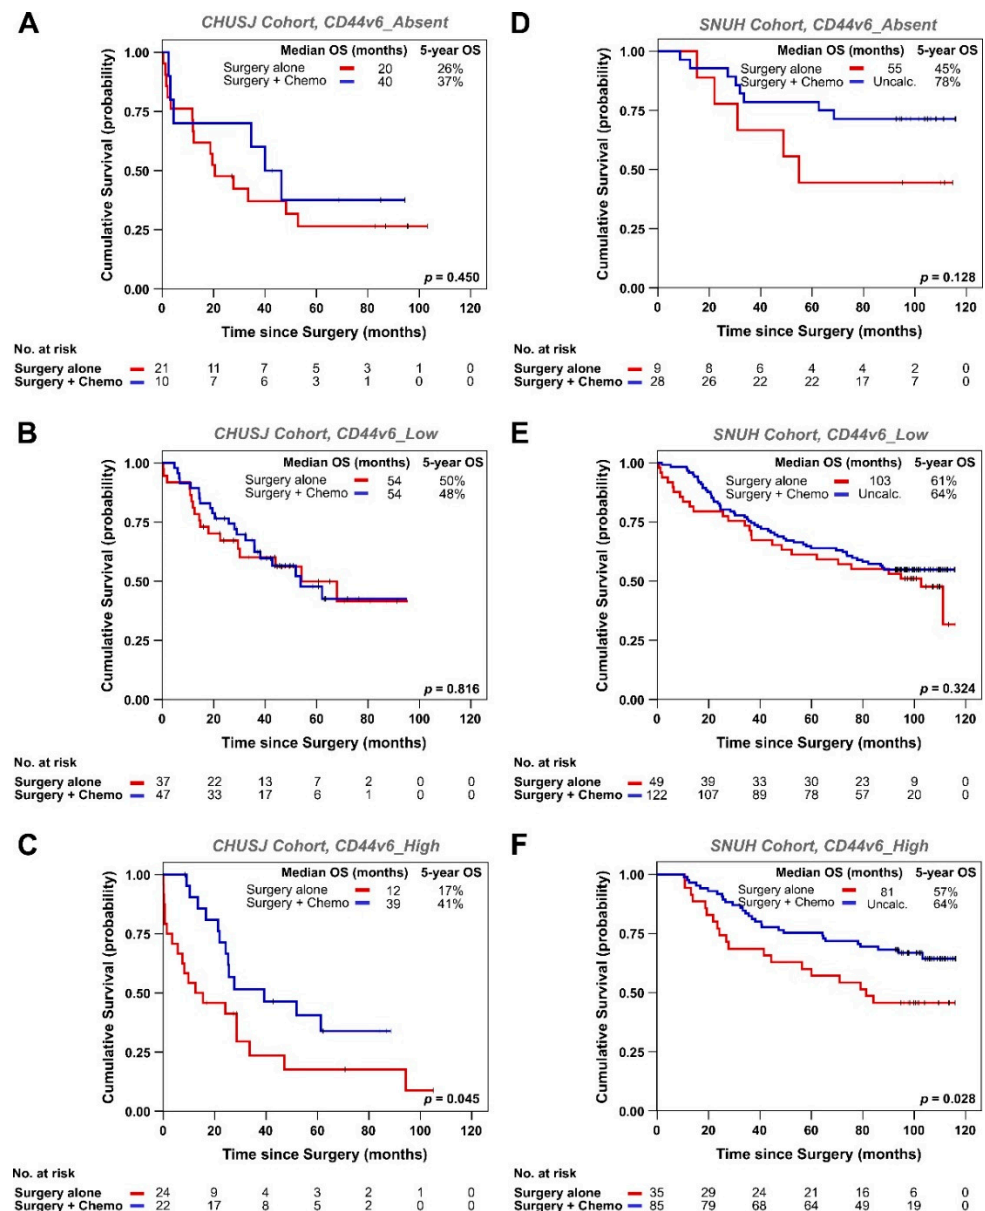 A
CHUSJ Cohort, CD44v6_Absent
Median OS (months) 5-year OS
Surgery alone 20 26%
Surgery + Chemo 40 37%
Cumulative Survival (probability)
1.00
0.75
0.50
0.25
0.00
p = 0.450
0 20 40 60 80 100 120
Time since Surgery (months)
No. at risk
Surgery alone 21 11 7 5 3 1 0
Surgery + Chemo 10 7 6 3 1 0 0
D
SNUH Cohort, CD44v6_Absent
Median OS (months) 5-year OS
Surgery alone 55 45%
Surgery + Chemo Uncalc. 78%
Cumulative Survival (probability)
1.00
0.75
0.50
0.25
0.00
p = 0.128
0 20 40 60 80 100 120
Time since Surgery (months)
No. at risk
Surgery alone 9 8 6 4 4 2 0
Surgery + Chemo 28 26 22 22 17 7 0
B
CHUSJ Cohort, CD44v6_Low
Median OS (months) 5-year OS
Surgery alone 54 50%
Surgery + Chemo 54 48%
Cumulative Survival (probability)
1.00
0.75
0.50
0.25
0.00
p = 0.816
0 20 40 60 80 100 120
Time since Surgery (months)
No. at risk
Surgery alone 37 22 13 7 2 0 0
Surgery + Chemo 47 33 17 6 1 0 0
E
SNUH Cohort, CD44v6_Low
Median OS (months) 5-year OS
Surgery alone 103 61%
Surgery + Chemo Uncalc. 64%
Cumulative Survival (probability)
1.00
0.75
0.50
0.25
0.00
p = 0.324
0 20 40 60 80 100 120
Time since Surgery (months)
No. at risk
Surgery alone 49 39 33 30 23 9 0
Surgery + Chemo 122 107 89 78 57 20 0
C
CHUSJ Cohort, CD44v6_High
Median OS (months) 5-year OS
Surgery alone 12 17%
Surgery + Chemo 39 41%
Cumulative Survival (probability)
1.00
0.75
0.50
0.25
0.00
p = 0.045
0 20 40 60 80 100 120
Time since Surgery (months)
No. at risk
Surgery alone 24 9 4 3 2 1 0
Surgery + Chemo 22 17 8 5 2 0 0
F
SNUH Cohort, CD44v6_High
Median OS (months) 5-year OS
Surgery alone 81 57%
Surgery + Chemo Uncalc. 64%
Cumulative Survival (probability)
1.00
0.75
0.50
0.25
0.00
p = 0.028
0 20 40 60 80 100 120
Time since Surgery (months)
No. at risk
Surgery alone 35 29 24 21 16 6 0
Surgery + Chemo 85 79 68 64 49 19 0